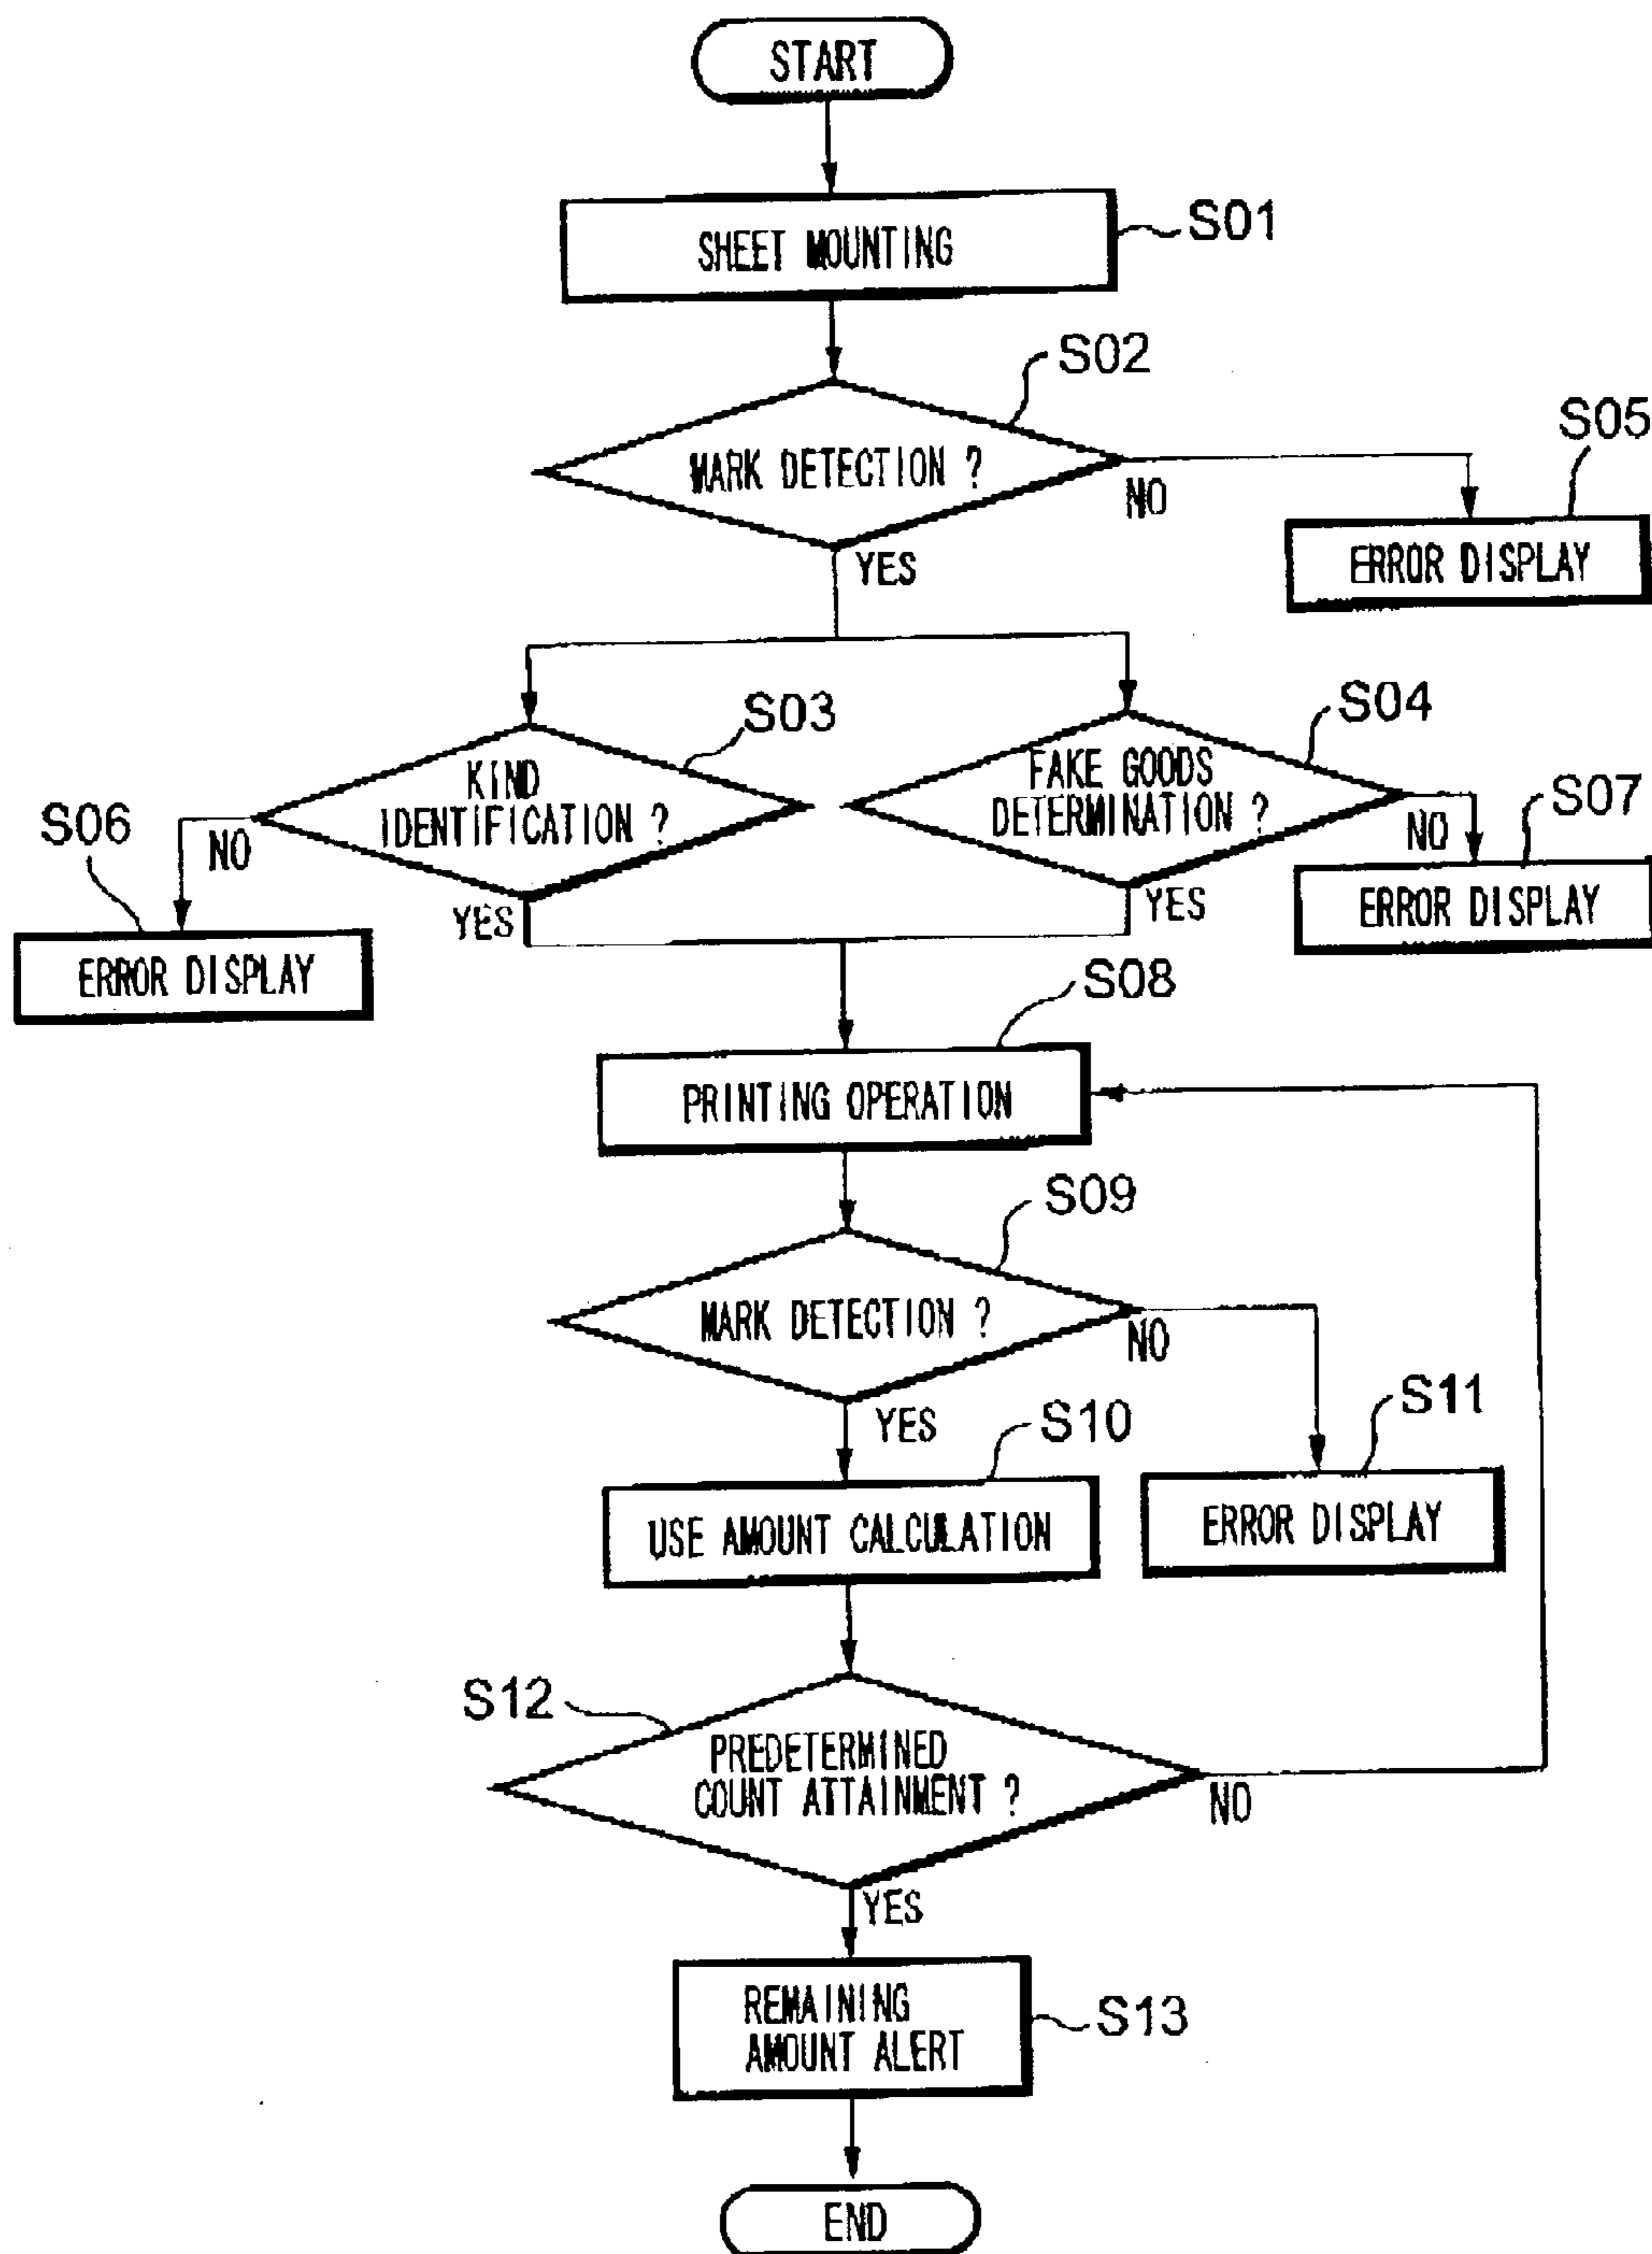 START
SHEET MOUNTING
S01
S02
MARK DETECTION ?
NO
YES
S05
ERROR DISPLAY
S03
KIND
IDENTIFICATION ?
NO
YES
S04
FAKE GOODS
DETERMINATION ?
NO
YES
S06
ERROR DISPLAY
S07
ERROR DISPLAY
S08
PRINTING OPERATION
S09
MARK DETECTION ?
NO
YES
S10
USE AMOUNT CALCULATION
S11
ERROR DISPLAY
S12
PREDETERMINED
COUNT ATTAINMENT ?
NO
YES
REMAINING
AMOUNT ALERT
S13
END